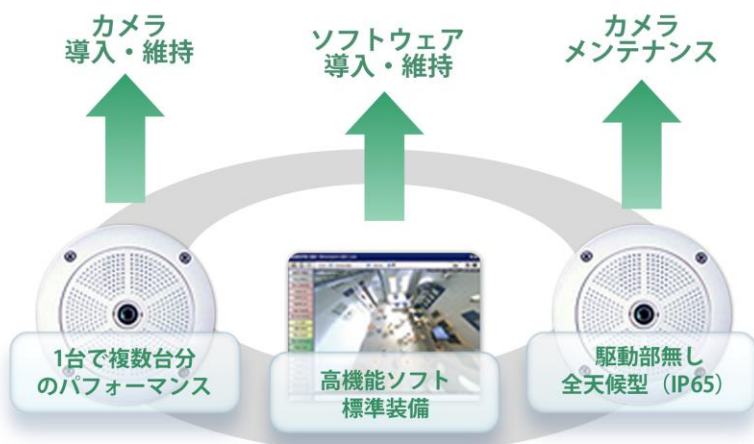 カメラ
導入・維持
ソフトウェア
導入・維持
カメラ
メンテナンス
1台で複数台分
のパフォーマンス
高機能ソフト
標準装備
駆動部無し
全天候型（IP65）